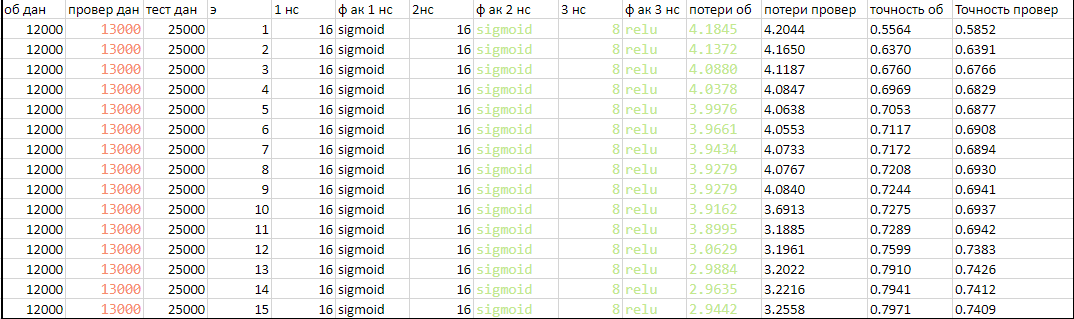 об дан провер дан тест дан э 1 нс ф ак 1 нс 2нс ф ак 2 нс 3 нс ф ак 3 нс потери об потери провер точность об Точность провер
12000 13000 25000 1 16 sigmoid 16 sigmoid 8 relu 4.1845 4.2044 0.5564 0.5852
12000 13000 25000 2 16 sigmoid 16 sigmoid 8 relu 4.1372 4.1650 0.6370 0.6391
12000 13000 25000 3 16 sigmoid 16 sigmoid 8 relu 4.0880 4.1187 0.6760 0.6766
12000 13000 25000 4 16 sigmoid 16 sigmoid 8 relu 4.0378 4.0847 0.6969 0.6829
12000 13000 25000 5 16 sigmoid 16 sigmoid 8 relu 3.9976 4.0638 0.7053 0.6877
12000 13000 25000 6 16 sigmoid 16 sigmoid 8 relu 3.9661 4.0553 0.7117 0.6908
12000 13000 25000 7 16 sigmoid 16 sigmoid 8 relu 3.9434 4.0733 0.7172 0.6894
12000 13000 25000 8 16 sigmoid 16 sigmoid 8 relu 3.9279 4.0767 0.7208 0.6930
12000 13000 25000 9 16 sigmoid 16 sigmoid 8 relu 3.9279 4.0840 0.7244 0.6941
12000 13000 25000 10 16 sigmoid 16 sigmoid 8 relu 3.9162 3.6913 0.7275 0.6937
12000 13000 25000 11 16 sigmoid 16 sigmoid 8 relu 3.8995 3.1885 0.7289 0.6942
12000 13000 25000 12 16 sigmoid 16 sigmoid 8 relu 3.0629 3.1961 0.7599 0.7383
12000 13000 25000 13 16 sigmoid 16 sigmoid 8 relu 2.9884 3.2022 0.7910 0.7426
12000 13000 25000 14 16 sigmoid 16 sigmoid 8 relu 2.9635 3.2216 0.7941 0.7412
12000 13000 25000 15 16 sigmoid 16 sigmoid 8 relu 2.9442 3.2558 0.7971 0.7409